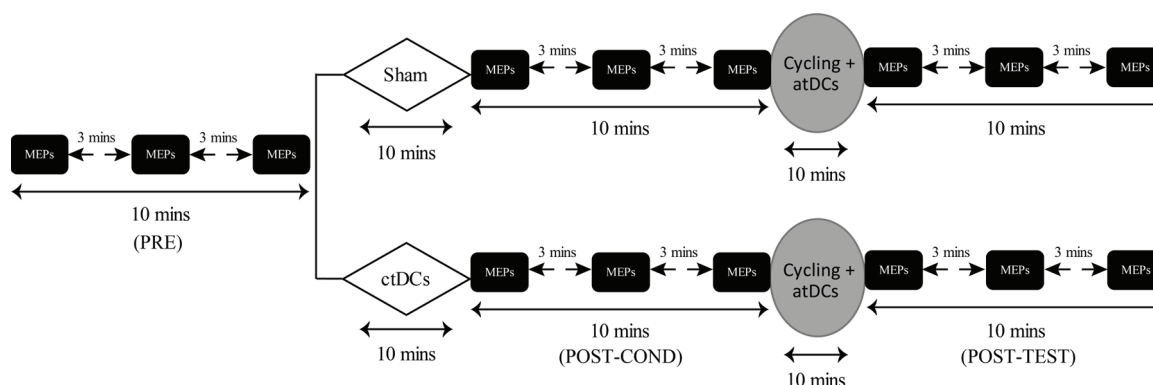 MEPs
3 mins
MEPs
3 mins
MEPs
10 mins
(PRE)
Sham
10 mins
MEPs
3 mins
MEPs
3 mins
MEPs
10 mins
Cycling +
atDCs
10 mins
MEPs
3 mins
MEPs
3 mins
MEPs
10 mins
ctDCs
10 mins
MEPs
3 mins
MEPs
3 mins
MEPs
10 mins
(POST-COND)
Cycling +
atDCs
10 mins
MEPs
3 mins
MEPs
3 mins
MEPs
10 mins
(POST-TEST)